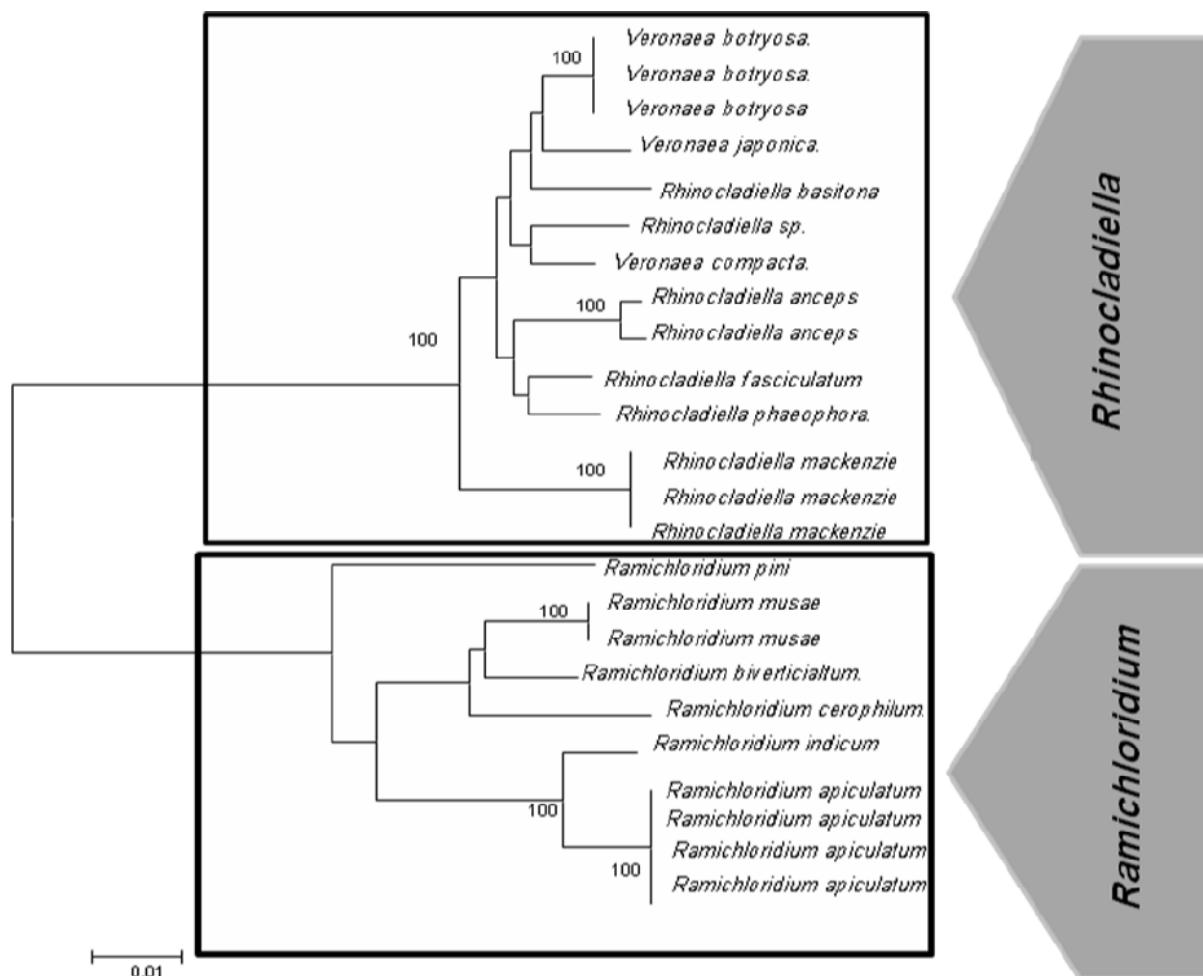 Veronaea botryosa.
100
Veronaea botryosa.
Veronaea botryosa
Veronaea japonica.
Rhinocladiella basitona
Rhinocladiella sp.
Veronaea compacta.
Rhinocladiella anceps
100
Rhinocladiella anceps
100
Rhinocladiella fasciculatum
Rhinocladiella phaeophora.
Rhinocladiella mackenzie
100
Rhinocladiella mackenzie
Rhinocladiella mackenzie
Rhinocladiella
Ramichloridium pini
Ramichloridium musae
100
Ramichloridium musae
Ramichloridium biverticialtum.
Ramichloridium cerophilum.
Ramichloridium indicum
Ramichloridium apiculatum
100
Ramichloridium apiculatum
Ramichloridium apiculatum
100
Ramichloridium apiculatum
Ramichloridium
0.01